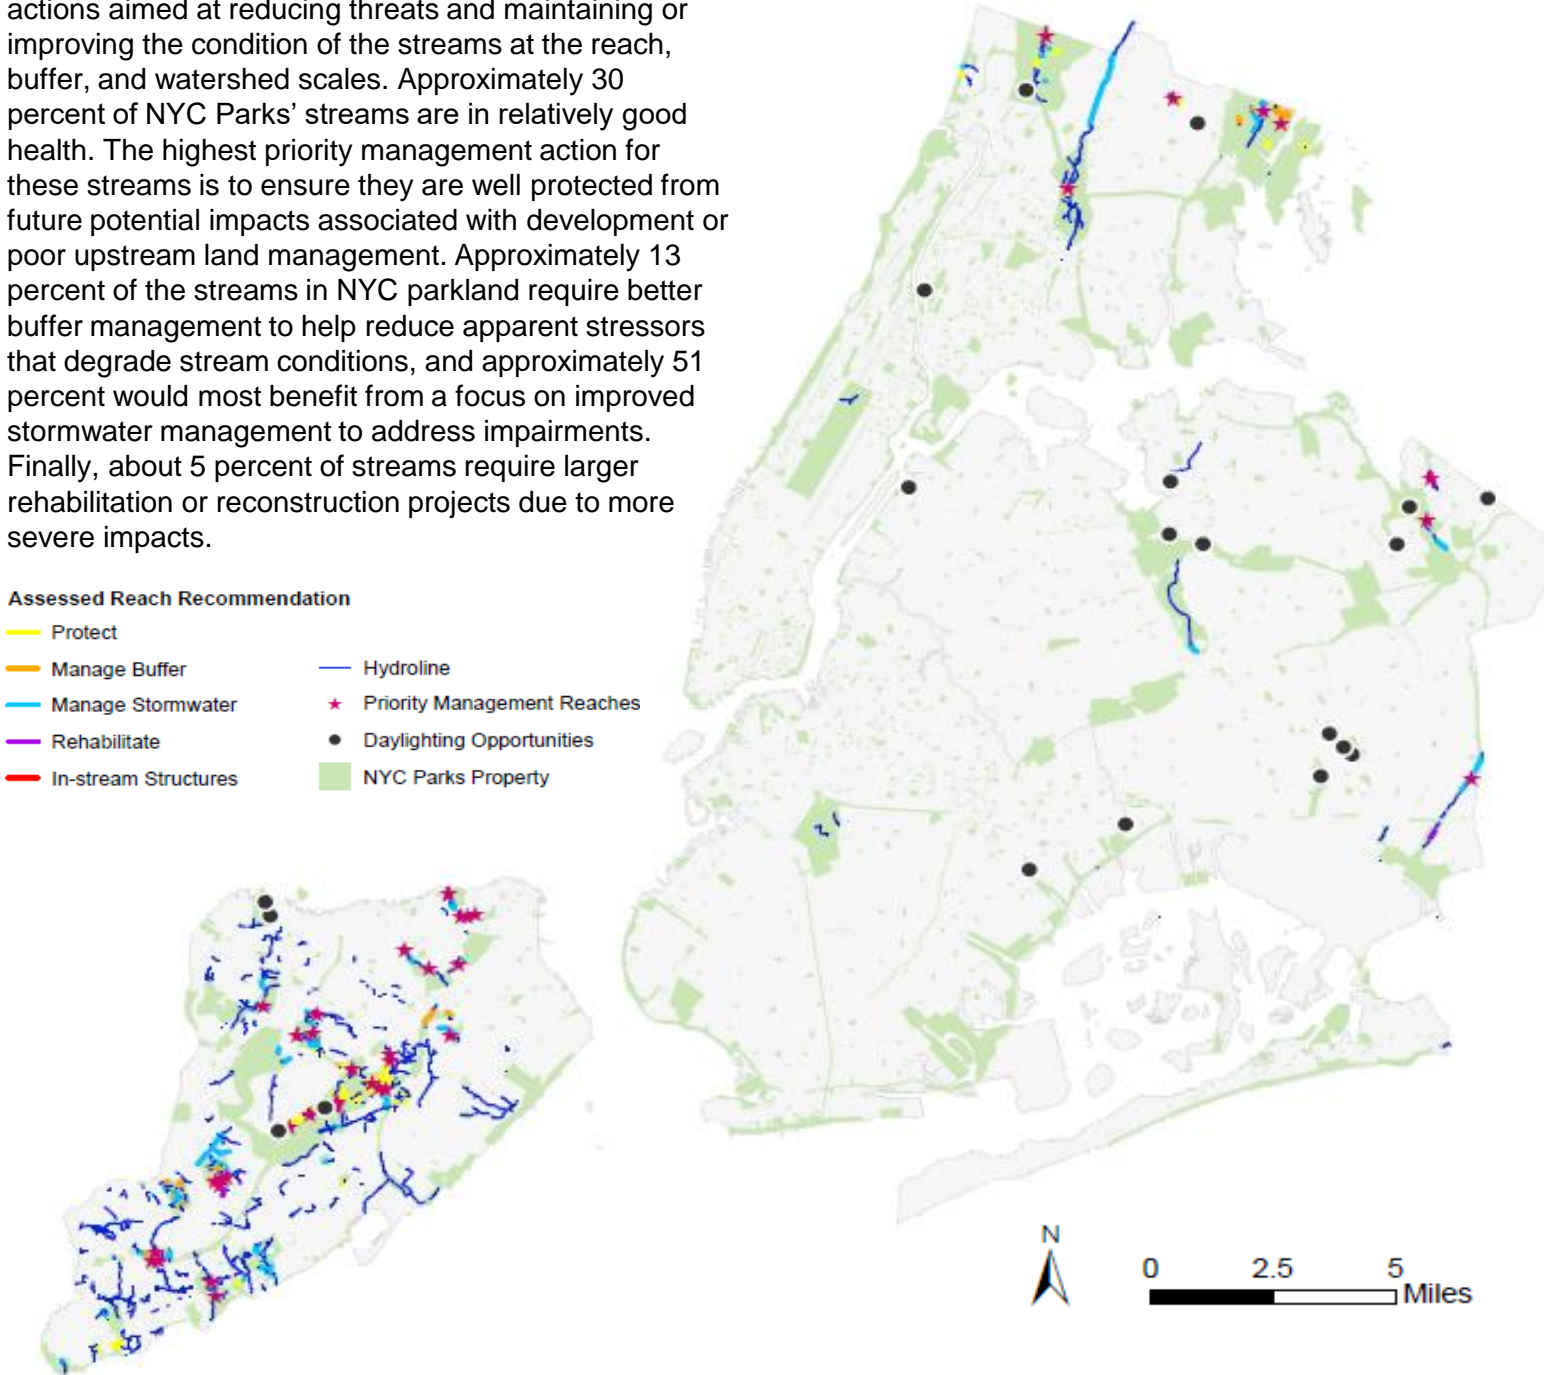 actions aimed at reducing threats and maintaining or
improving the condition of the streams at the reach,
buffer, and watershed scales. Approximately 30
percent of NYC Parks’ streams are in relatively good
health. The highest priority management action for
these streams is to ensure they are well protected from
future potential impacts associated with development or
poor upstream land management. Approximately 13
percent of the streams in NYC parkland require better
buffer management to help reduce apparent stressors
that degrade stream conditions, and approximately 51
percent would most benefit from a focus on improved
stormwater management to address impairments.
Finally, about 5 percent of streams require larger
rehabilitation or reconstruction projects due to more
severe impacts.
Assessed Reach Recommendation
Protect
Manage Buffer
Manage Stormwater
Rehabilitate
In-stream Structures
Hydroline
Priority Management Reaches
Daylighting Opportunities
NYC Parks Property
N
0 2.5 5
Miles